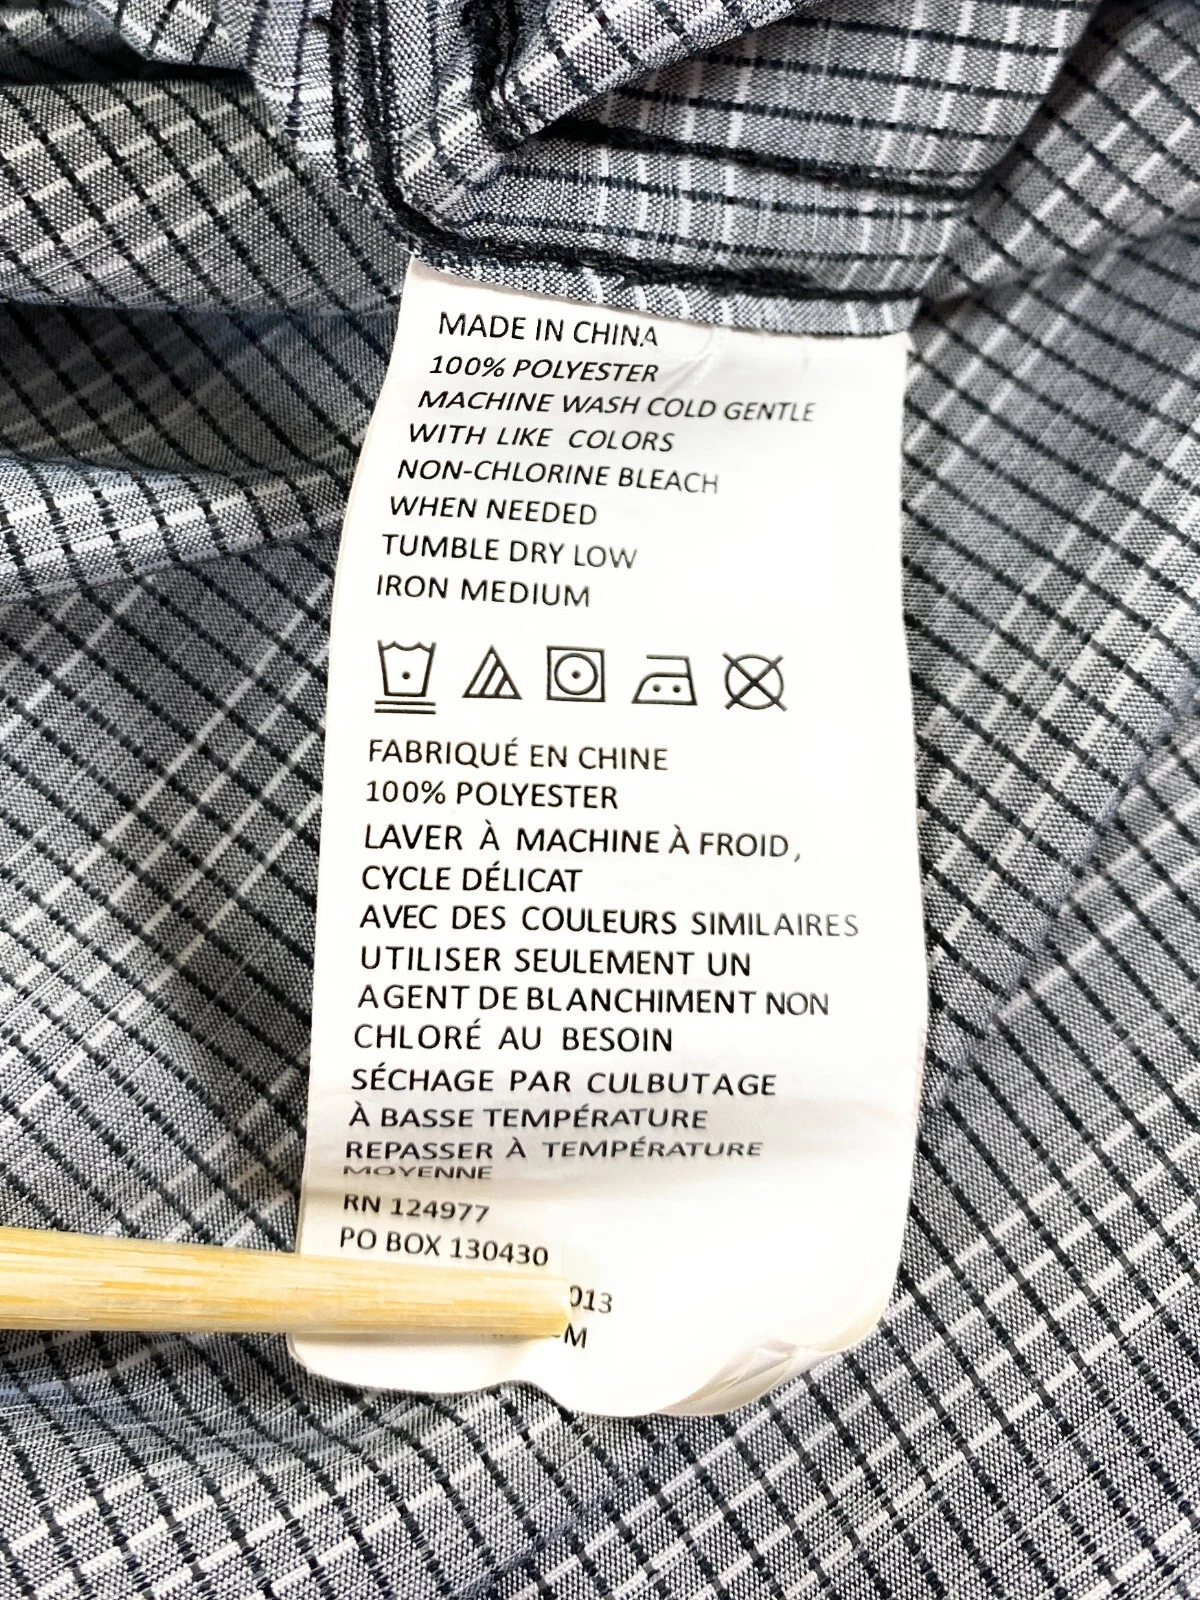 MADE IN CHINA
100% POLYESTER
MACHINE WASH COLD GENTLE
WITH LIKE COLORS
NON-CHLORINE BLEACH
WHEN NEEDED
TUMBLE DRY LOW
IRON MEDIUM
FABRIQUÉ EN CHINE
100% POLYESTER
LAVER À MACHINE À FROID,
CYCLE DÉLICAT
AVEC DES COULEURS SIMILAIRES
UTILISER SEULEMENT UN
AGENT DE BLANCHIMENT NON
CHLORÉ AU BESOIN
SÉCHAGE PAR CULBUTAGE
À BASSE TEMPÉRATURE
REPASSER À TEMPÉRATURE
MOYENNE
RN 124977
PO BOX 130430
013